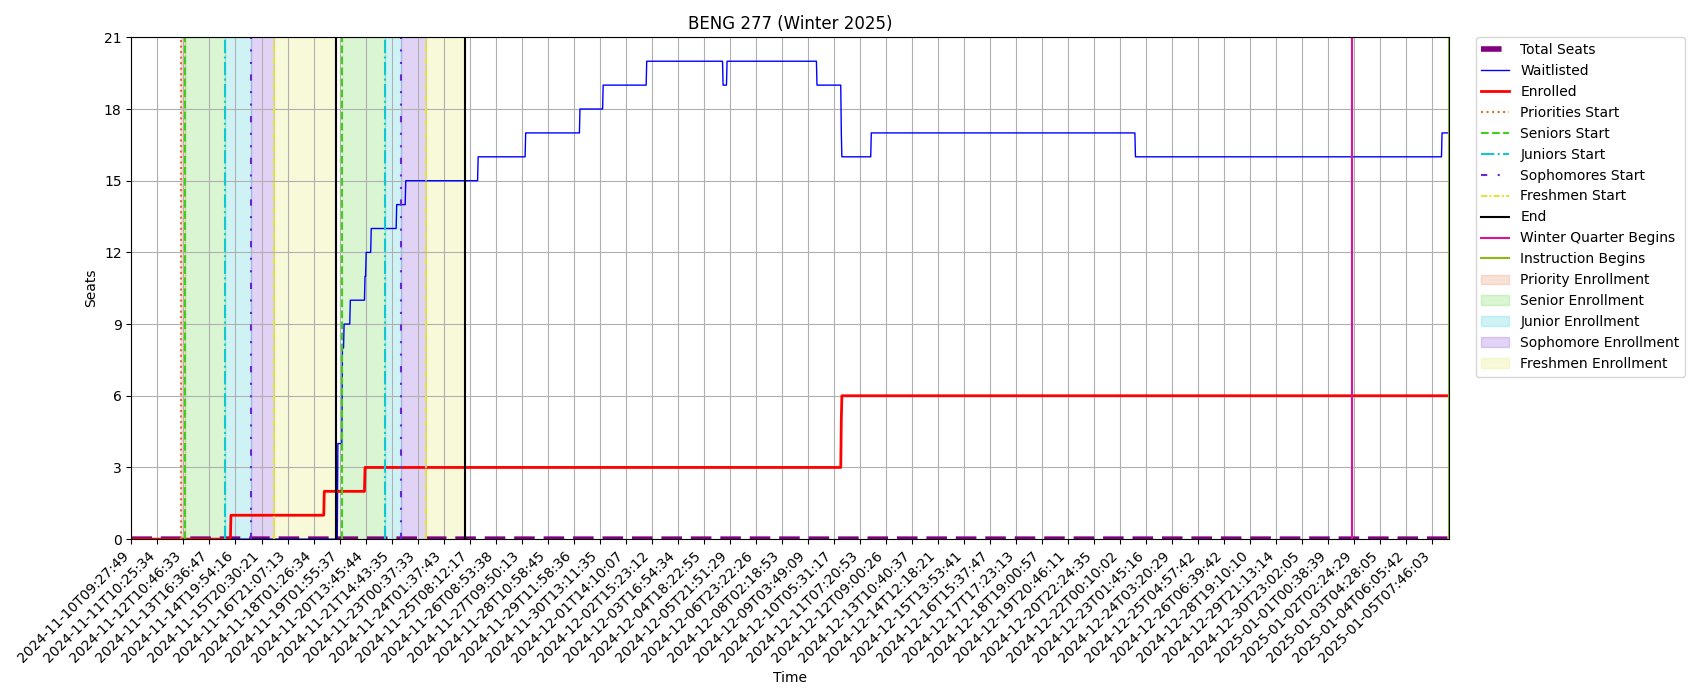 BENG 277 (Winter 2025)
21
18
15
12
9
6
3
0
Seats
2024-11-10T09:27:49
2024-11-11T10:25:34
2024-11-12T10:46:33
2024-11-13T16:36:47
2024-11-14T19:54:16
2024-11-15T20:30:21
2024-11-16T21:07:13
2024-11-18T01:26:34
2024-11-19T01:55:37
2024-11-20T13:45:44
2024-11-21T14:43:35
2024-11-23T00:37:33
2024-11-24T01:37:43
2024-11-25T08:12:17
2024-11-26T08:53:38
2024-11-27T09:50:13
2024-11-28T10:58:45
2024-11-29T11:58:36
2024-11-30T13:11:35
2024-12-01T14:10:07
2024-12-02T15:23:12
2024-12-03T16:54:34
2024-12-04T18:22:55
2024-12-05T21:51:29
2024-12-06T23:22:26
2024-12-08T02:18:53
2024-12-09T03:49:09
2024-12-10T05:31:17
2024-12-11T07:20:53
2024-12-12T09:00:26
2024-12-13T10:40:37
2024-12-14T12:18:21
2024-12-15T13:53:41
2024-12-16T15:37:47
2024-12-17T17:23:13
2024-12-18T19:00:57
2024-12-19T20:46:11
2024-12-20T22:24:35
2024-12-22T00:10:02
2024-12-23T01:45:16
2024-12-24T03:20:29
2024-12-25T04:57:42
2024-12-26T06:39:42
2024-12-28T19:10:10
2024-12-29T21:13:14
2024-12-30T23:02:05
2025-01-01T00:38:39
2025-01-02T02:24:29
2025-01-03T04:28:05
2025-01-04T06:05:42
2025-01-05T07:46:03
Time
Total Seats
Waitlisted
Enrolled
Priorities Start
Seniors Start
Juniors Start
Sophomores Start
Freshmen Start
End
Winter Quarter Begins
Instruction Begins
Priority Enrollment
Senior Enrollment
Junior Enrollment
Sophomore Enrollment
Freshmen Enrollment